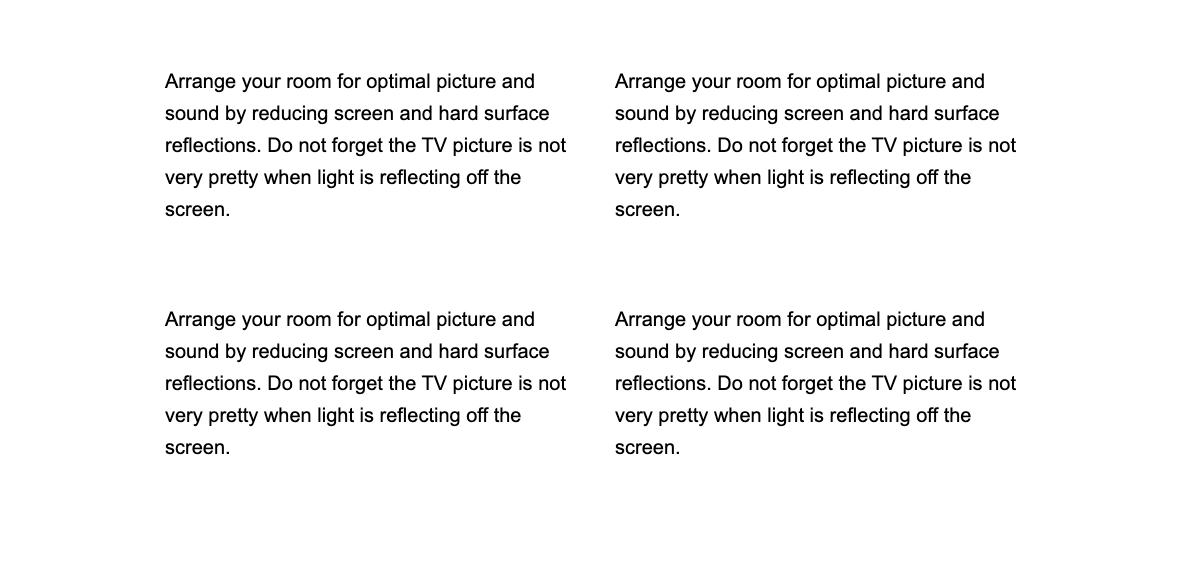 Arrange your room for optimal picture and
sound by reducing screen and hard surface
reflections. Do not forget the TV picture is not
very pretty when light is reflecting off the
screen.
Arrange your room for optimal picture and
sound by reducing screen and hard surface
reflections. Do not forget the TV picture is not
very pretty when light is reflecting off the
screen.
Arrange your room for optimal picture and
sound by reducing screen and hard surface
reflections. Do not forget the TV picture is not
very pretty when light is reflecting off the
screen.
Arrange your room for optimal picture and
sound by reducing screen and hard surface
reflections. Do not forget the TV picture is not
very pretty when light is reflecting off the
screen.